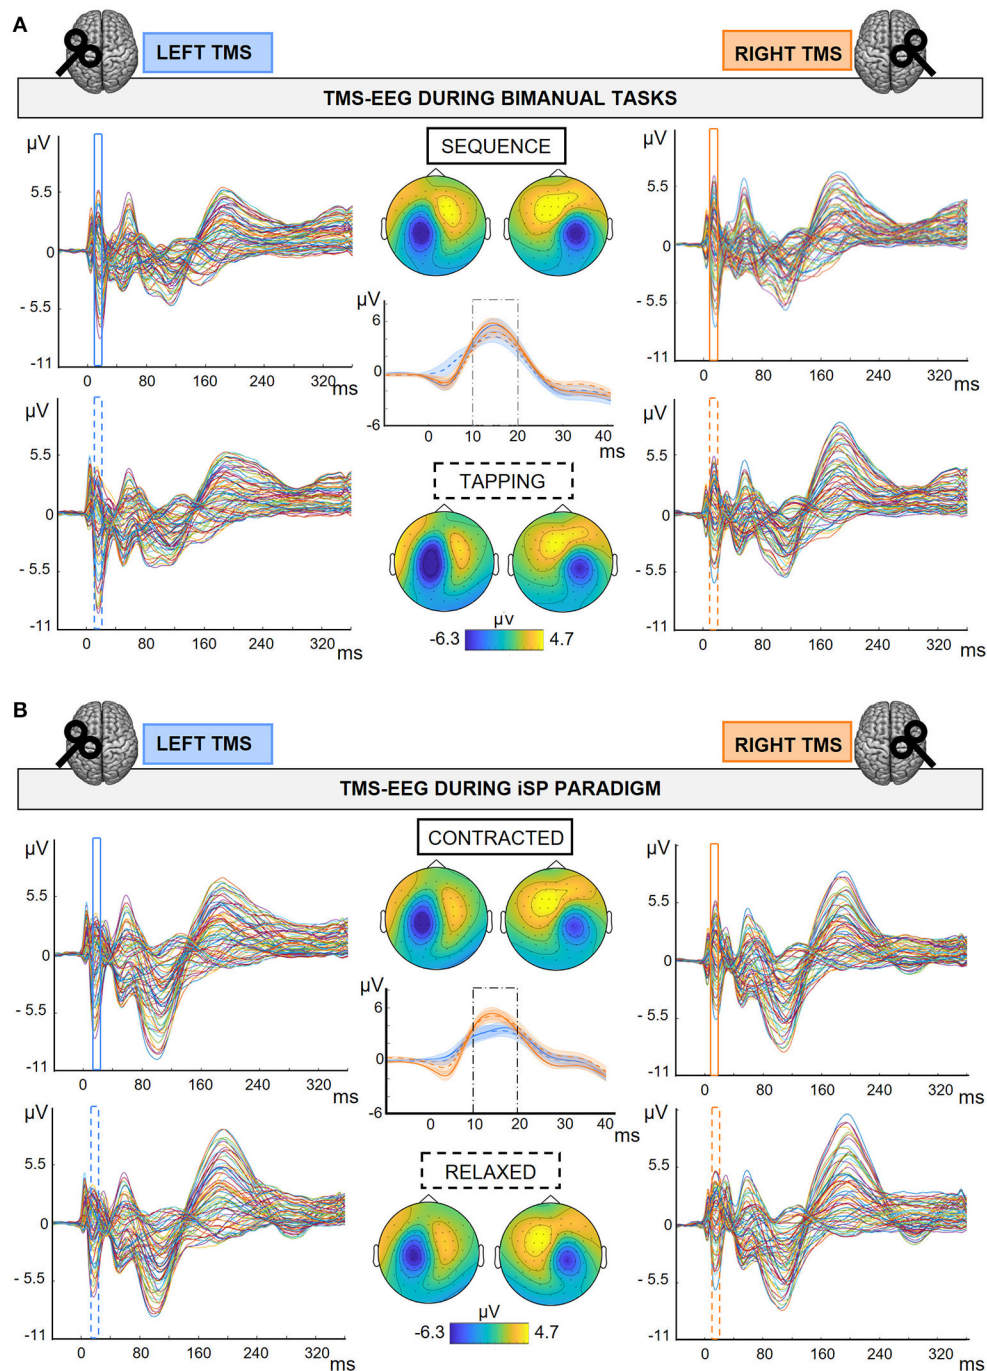 A
LEFT TMS
RIGHT TMS
TMS-EEG DURING BIMANUAL TASKS
µV
5.5
0
- 5.5
-11
0 80 160 240 320
ms
SEQUENCE
µV
6
0
-6
0 10 20 30 40
ms
µV
5.5
0
-5.5
-11
0 80 160 240 320
ms
µV
5.5
0
-5.5
-11
0 80 160 240 320
ms
TAPPING
µV
-6.3 4.7
µV
5.5
0
-5.5
-11
0 80 160 240 320
ms
B
LEFT TMS
RIGHT TMS
TMS-EEG DURING iSP PARADIGM
µV
5.5
0
- 5.5
-11
0 80 160 240 320
ms
CONTRACTED
µV
6
0
-6
0 10 20 30 40
ms
µV
5.5
0
-5.5
-11
0 80 160 240 320
ms
µV
5.5
0
- 5.5
-11
0 80 160 240 320
ms
RELAXED
µV
-6.3 4.7
µV
5.5
0
-5.5
-11
0 80 160 240 320
ms